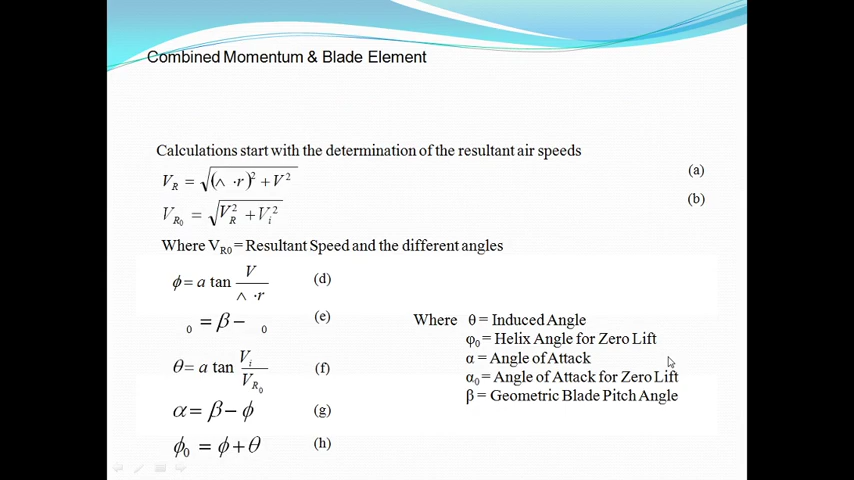 Combined Momentum & Blade Element
Calculations start with the determination of the resultant air speeds
V_R = √(∧ ·r)² + V² (a)
V_R₀ = √V_R² + V_i² (b)
Where V_R0 = Resultant Speed and the different angles
ϕ = a tan V / ∧ ·r (d)
₀ = β − ₀ (e)
θ = a tan V_i / V_R₀ (f)
α = β − ϕ (g)
ϕ₀ = ϕ + θ (h)
Where θ = Induced Angle
φ₀ = Helix Angle for Zero Lift
α = Angle of Attack
α₀ = Angle of Attack for Zero Lift
β = Geometric Blade Pitch Angle